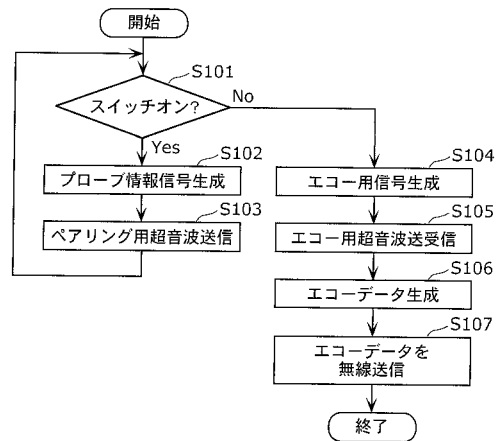 開始
S101
スイッチオン?
No
Yes
S102
プローブ情報信号生成
S103
ペアリング用超音波送信
S104
エコー用信号生成
S105
エコー用超音波送受信
S106
エコーデータ生成
S107
エコーデータを
無線送信
終了